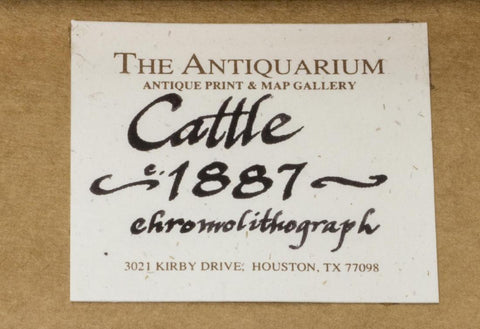 THE ANTIQUARIUM
ANTIQUE PRINT & MAP GALLERY
Cattle
c. 1887
chromolithograph
3021 KIRBY DRIVE, HOUSTON, TX 77098